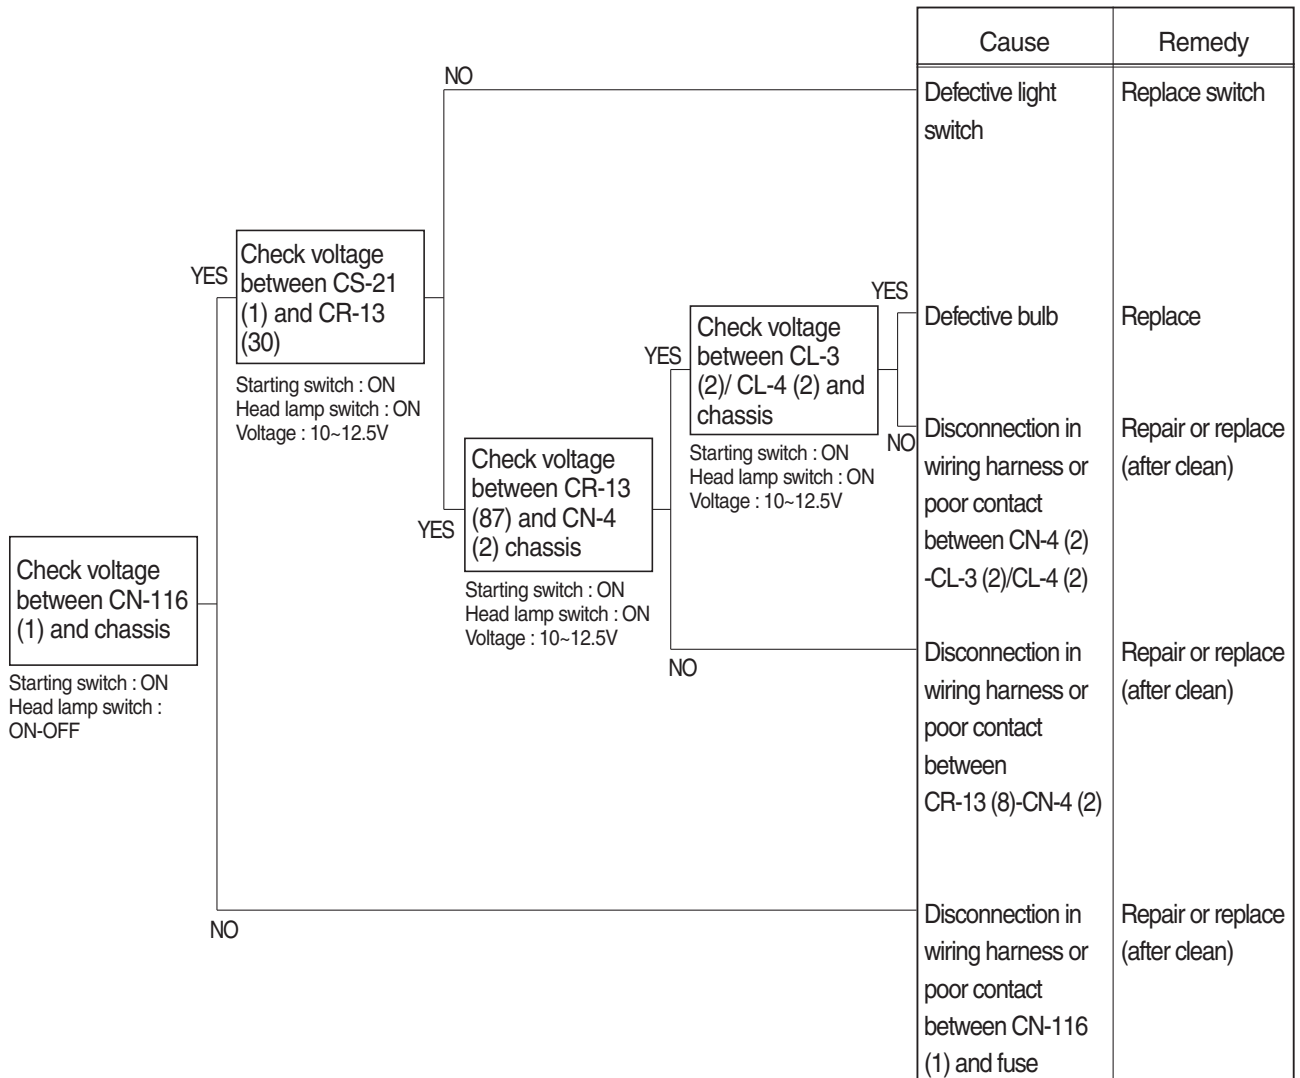 Cause
Remedy
NO
Defective light
switch
Replace switch
YES
Check voltage
between CS-21
(1) and CR-13
(30)
Starting switch : ON
Head lamp switch : ON
Voltage : 10~12.5V
YES
Check voltage
between CL-3
(2)/ CL-4 (2) and
chassis
Starting switch : ON
Head lamp switch : ON
Voltage : 10~12.5V
YES
Defective bulb
Replace
NO
Disconnection in
wiring harness or
poor contact
between CN-4 (2)
-CL-3 (2)/CL-4 (2)
Repair or replace
(after clean)
YES
Check voltage
between CR-13
(87) and CN-4
(2) chassis
Starting switch : ON
Head lamp switch : ON
Voltage : 10~12.5V
Check voltage
between CN-116
(1) and chassis
Starting switch : ON
Head lamp switch :
ON-OFF
NO
Disconnection in
wiring harness or
poor contact
between
CR-13 (8)-CN-4 (2)
Repair or replace
(after clean)
NO
Disconnection in
wiring harness or
poor contact
between CN-116
(1) and fuse
Repair or replace
(after clean)